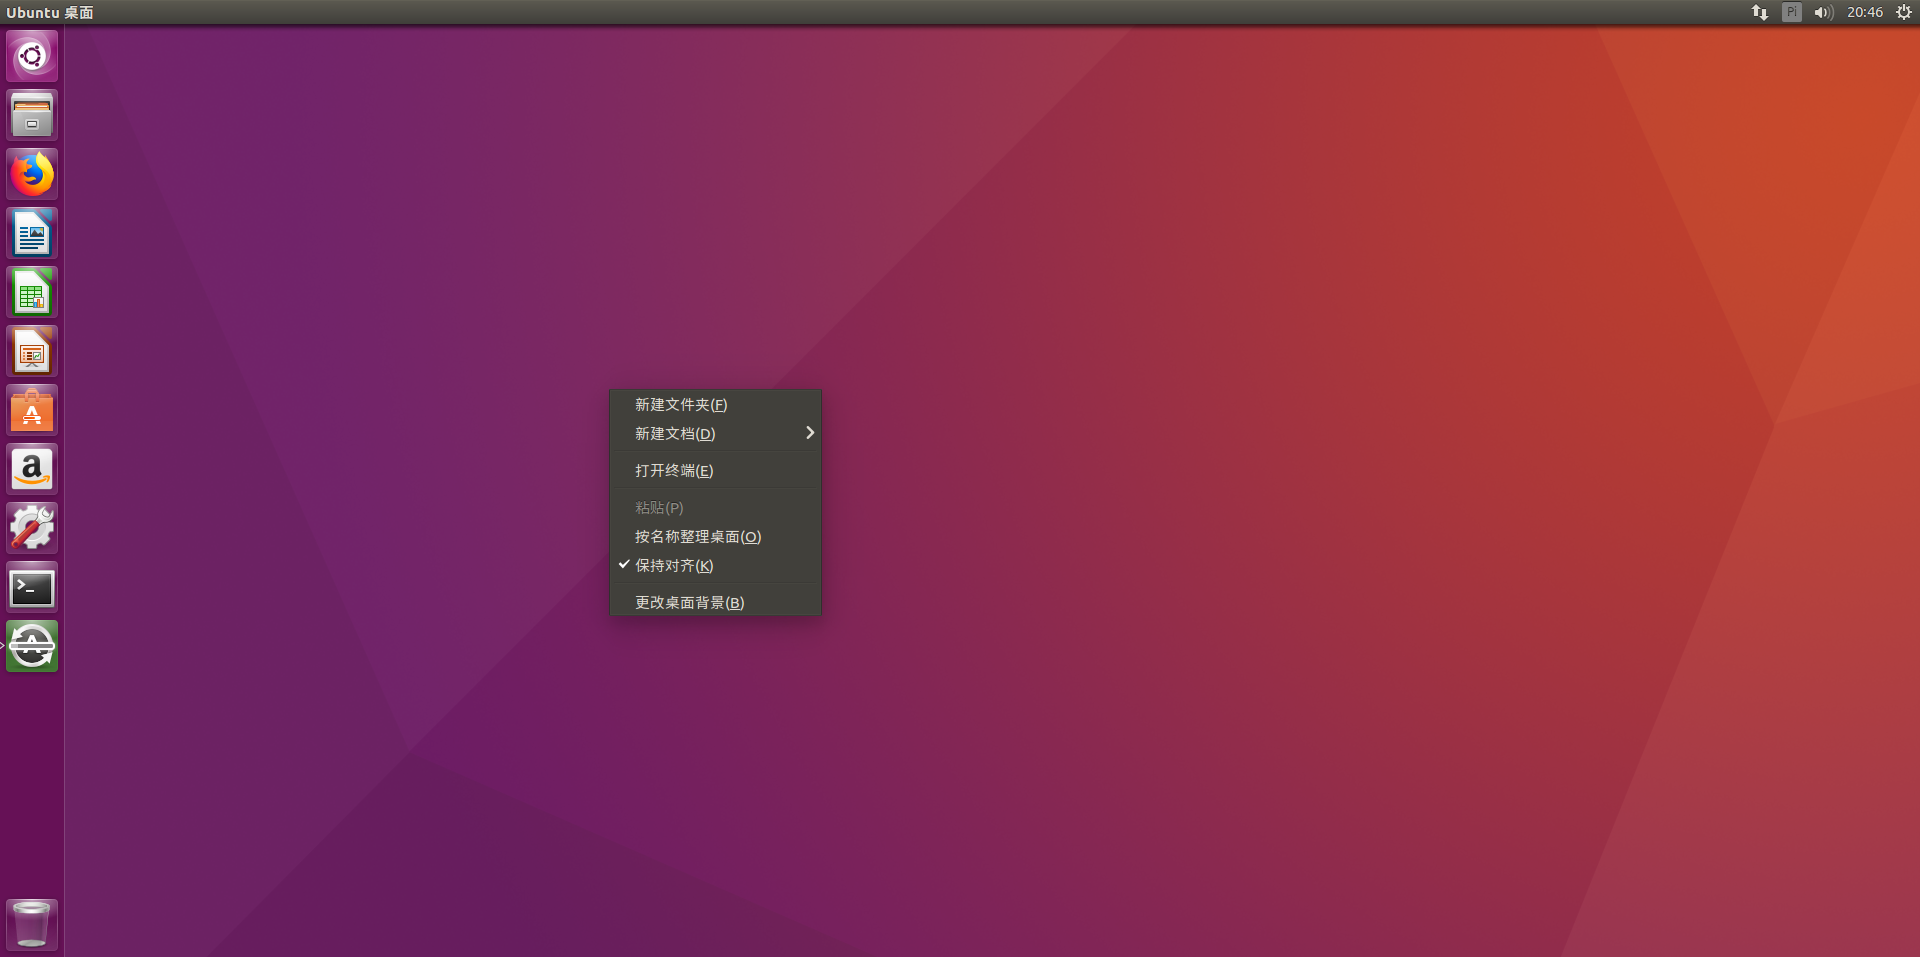 Ubuntu 桌面
Pi
20:46
新建文件夹(F)
新建文档(D)
打开终端(E)
粘贴(P)
按名称整理桌面(O)
保持对齐(K)
更改桌面背景(B)